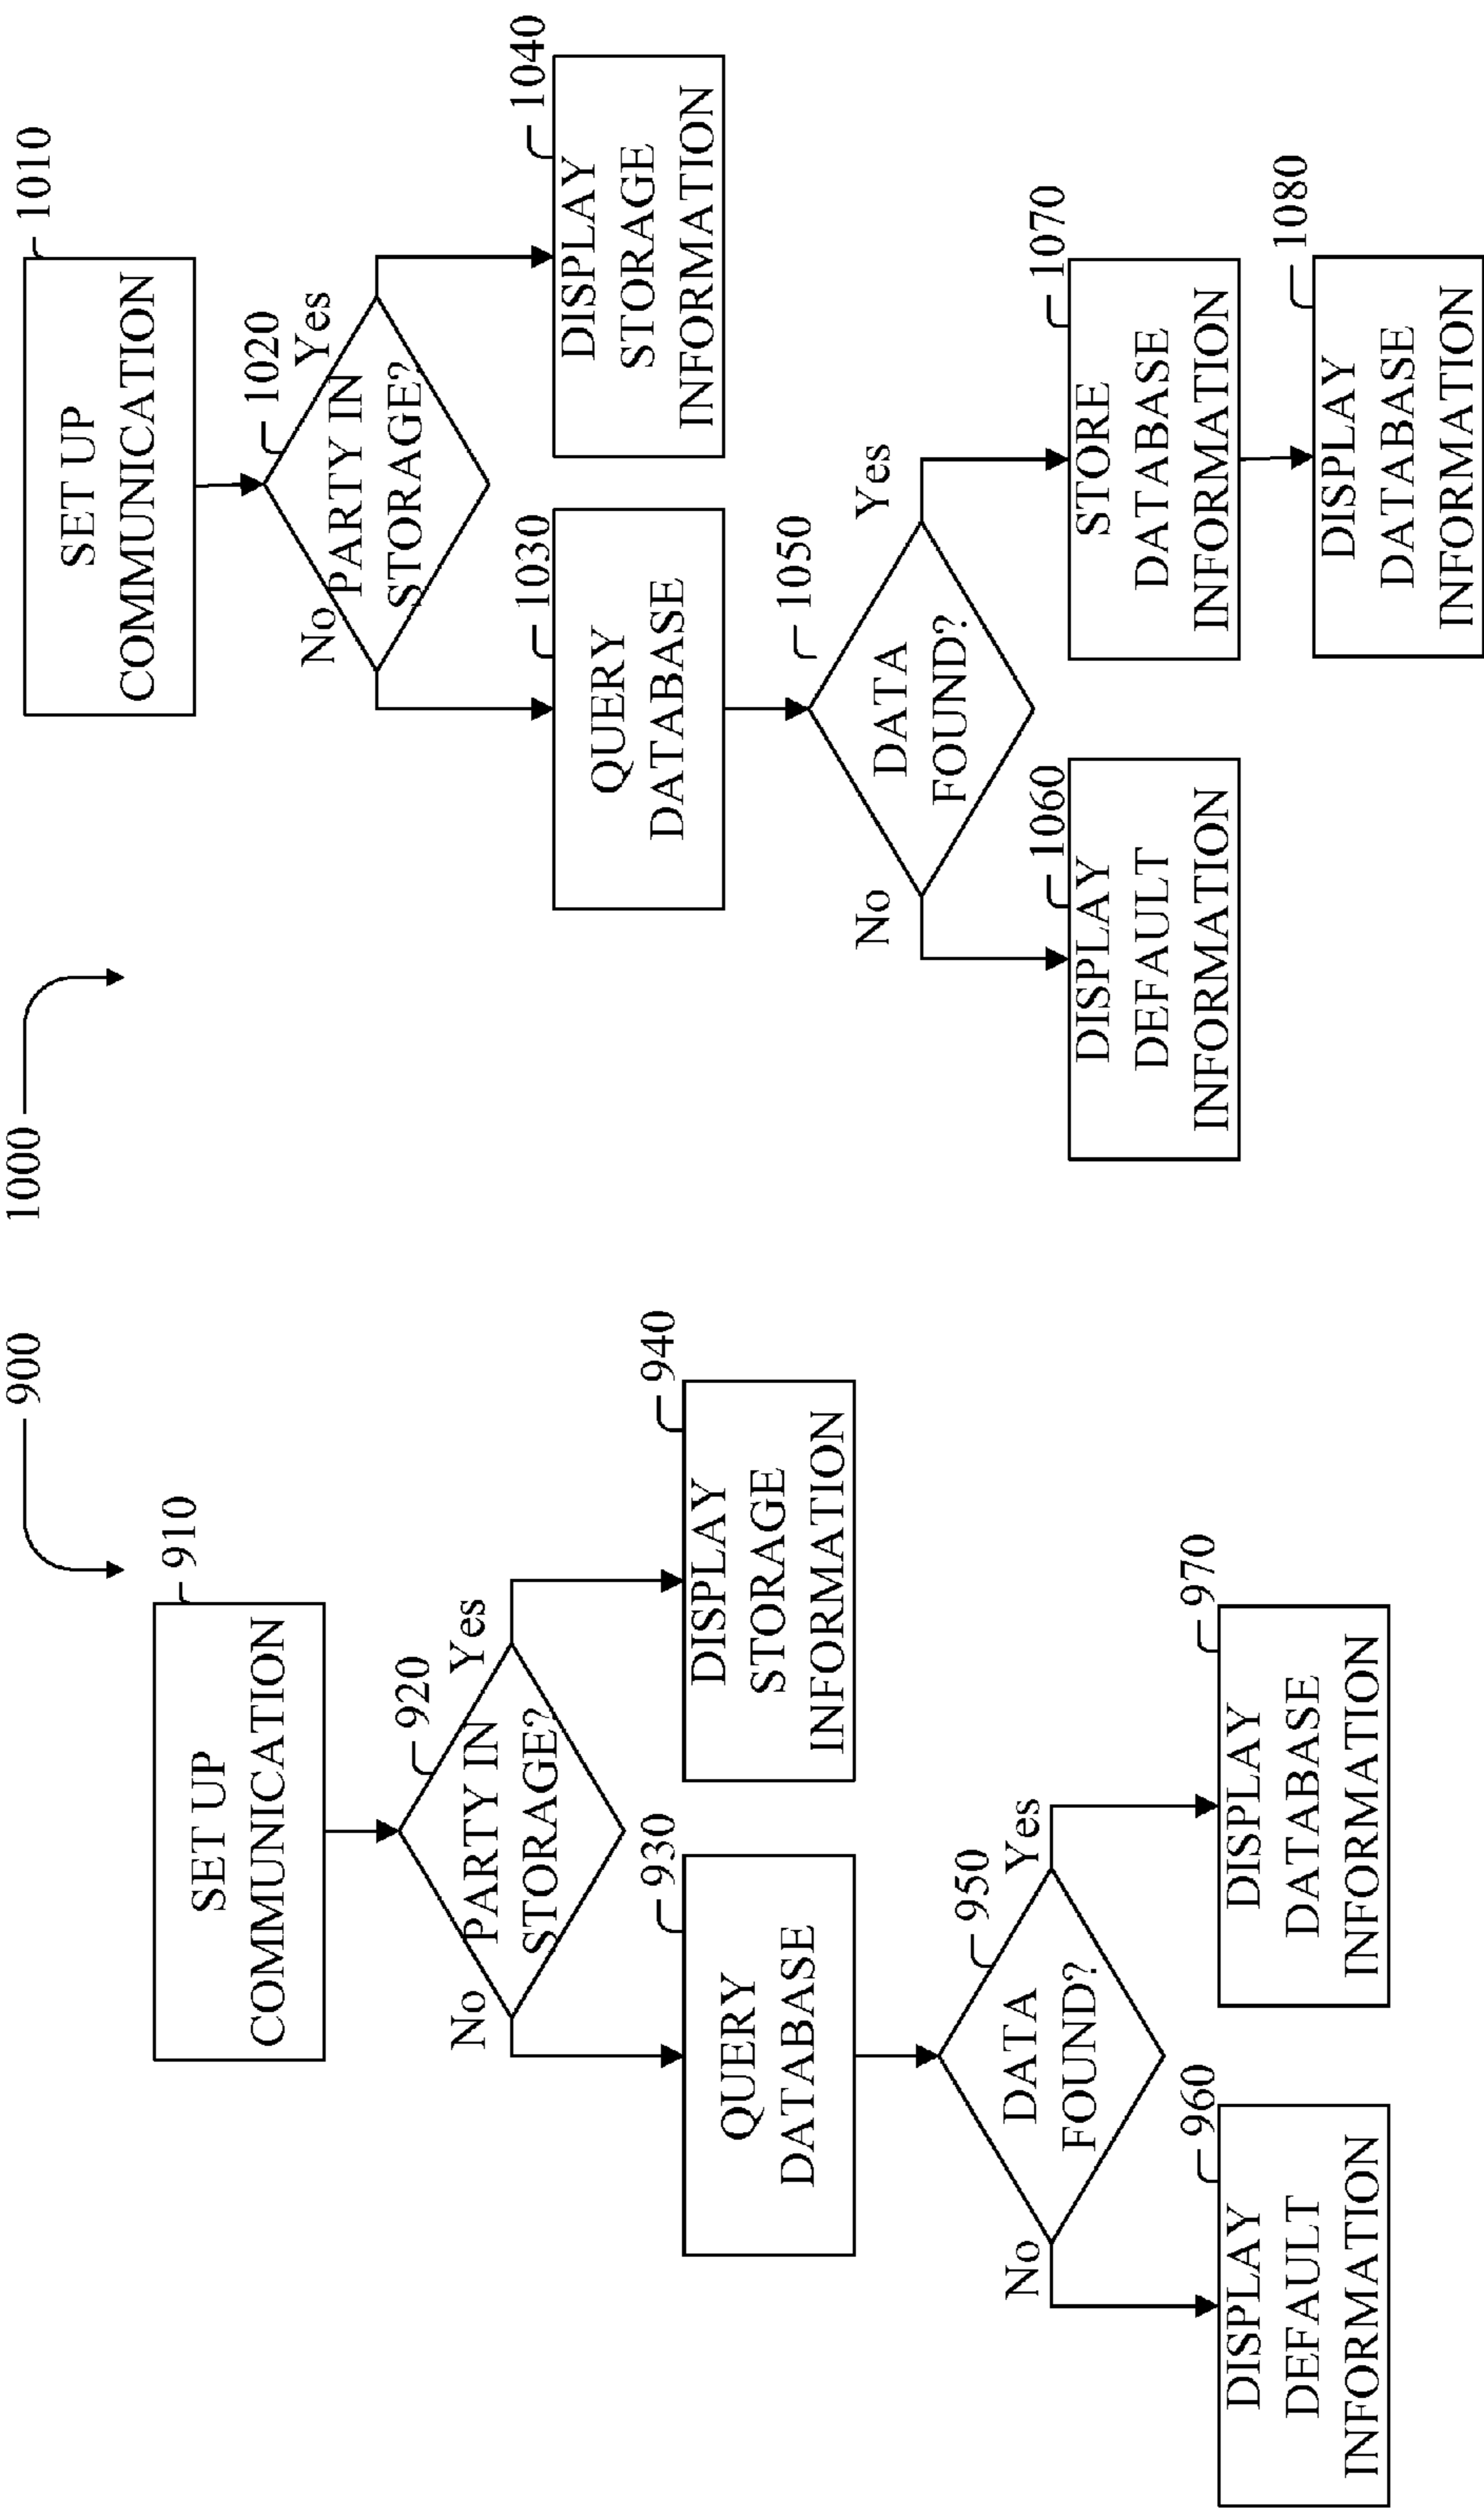 900
910
SET UP
COMMUNICATION
920
PARTY IN
STORAGE?
No
Yes
930
QUERY
DATABASE
940
DISPLAY
STORAGE
INFORMATION
950
DATA
FOUND?
No
Yes
960
DISPLAY
DEFAULT
INFORMATION
970
DISPLAY
DATABASE
INFORMATION
1000
1010
SET UP
COMMUNICATION
1020
PARTY IN
STORAGE?
No
Yes
1030
QUERY
DATABASE
1040
DISPLAY
STORAGE
INFORMATION
1050
DATA
FOUND?
No
Yes
1060
DISPLAY
DEFAULT
INFORMATION
1070
STORE
DATABASE
INFORMATION
1080
DISPLAY
DATABASE
INFORMATION